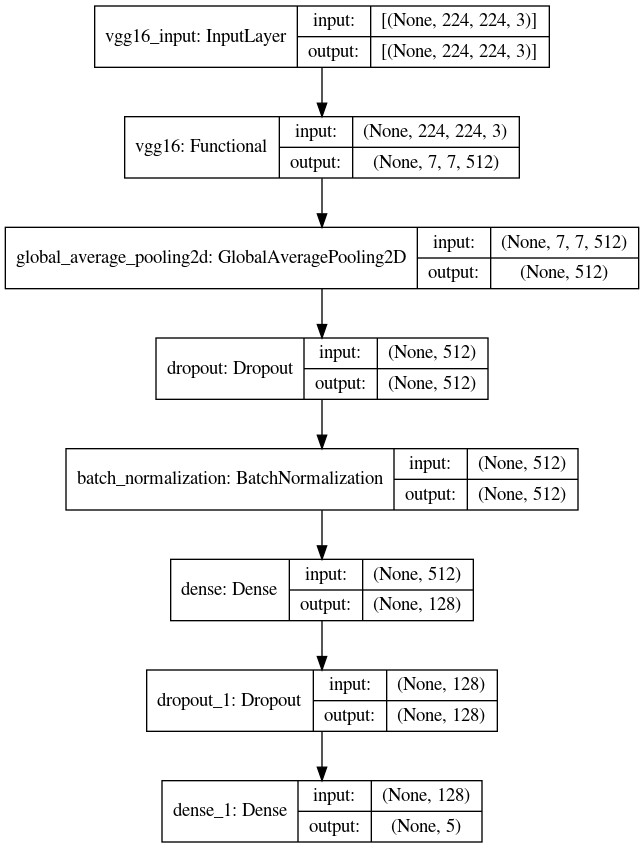 vgg16_input: InputLayer
input:
[(None, 224, 224, 3)]
output:
[(None, 224, 224, 3)]
vgg16: Functional
input:
(None, 224, 224, 3)
output:
(None, 7, 7, 512)
global_average_pooling2d: GlobalAveragePooling2D
input:
(None, 7, 7, 512)
output:
(None, 512)
dropout: Dropout
input:
(None, 512)
output:
(None, 512)
batch_normalization: BatchNormalization
input:
(None, 512)
output:
(None, 512)
dense: Dense
input:
(None, 512)
output:
(None, 128)
dropout_1: Dropout
input:
(None, 128)
output:
(None, 128)
dense_1: Dense
input:
(None, 128)
output:
(None, 5)